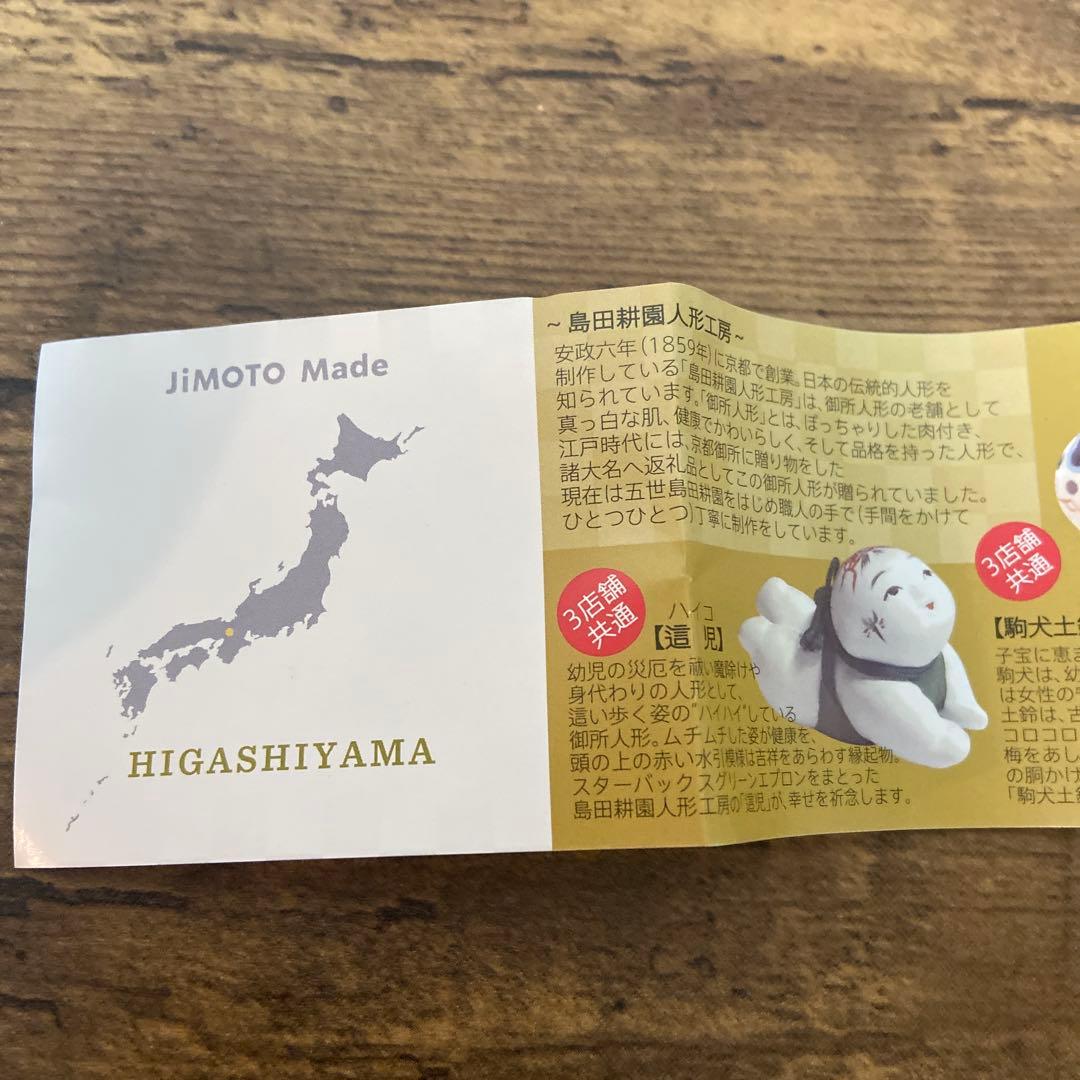 JiMOTO Made
HIGASHIYAMA
~島田耕園人形工房~
安政六年(1859年)に京都で創業。日本の伝統的人形を
制作している「島田耕園人形工房」は、御所人形の老舗として
知られています。「御所人形」とは、ぽっちゃりした肉付き、
真っ白な肌、健康でかわいらしく、そして品格を持った人形で、
江戸時代には、京都御所に贈り物をした
諸大名へ返礼品としてこの御所人形が贈られていました。
現在は五世島田耕園をはじめ職人の手で(手間をかけて
ひとつひとつ)丁寧に制作をしています。
3店舗
共通
ハイコ
【這児】
幼児の災厄を祓い魔除けや
身代わりの人形として、
這い歩く姿の"ハイハイ"している
御所人形。ムチムチした姿が健康を、
頭の上の赤い水引模様は吉祥をあらわす縁起物。
スターバックスグリーンエプロンをまとった
島田耕園人形工房の「這児」が、幸せを祈念します。
3店舗
共通
【駒犬土
子宝に恵
駒犬は、幼
は女性の
土鈴は、古
コロコロ
梅をあし
の胴かけ
「駒犬土